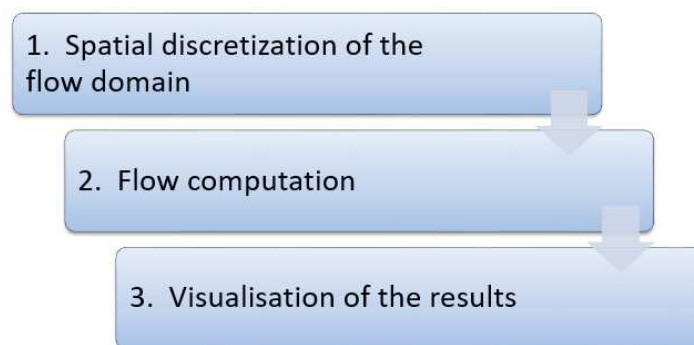 1. Spatial discretization of the
flow domain
2. Flow computation
3. Visualisation of the results